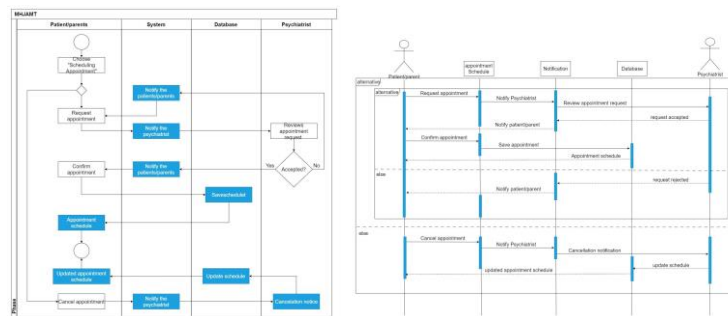 MHJAMT
Patient/parents
System
Database
Psychiatrist
Choose
"Scheduling
Appointment"
Notify the
patients/parents
Request
appointment
Notify the
psychiatrist
Reviews
appointment
request
Yes
No
Confirm
appointment
Notify the
patients/parents
Accepted?
Appointment
schedule
Updated appointment
schedule
Update schedule
Cancel appointment
Notify the
psychiatrist
Cancelation notice
Phase
Patient/parent
appointment
Schedule
Notification
Database
Psychiatrist
alternative
alternative
Request appointment
Notify Psychiatrist
Review appointment request
request accepted
Notify patient/parent
Confirm appointment
Save appointment
Appointment schedule
else
request rejected
Notify patient/parent
else
Cancel appointment
Notify Psychiatrist
Cancellation notification
update schedule
updated appointment schedule